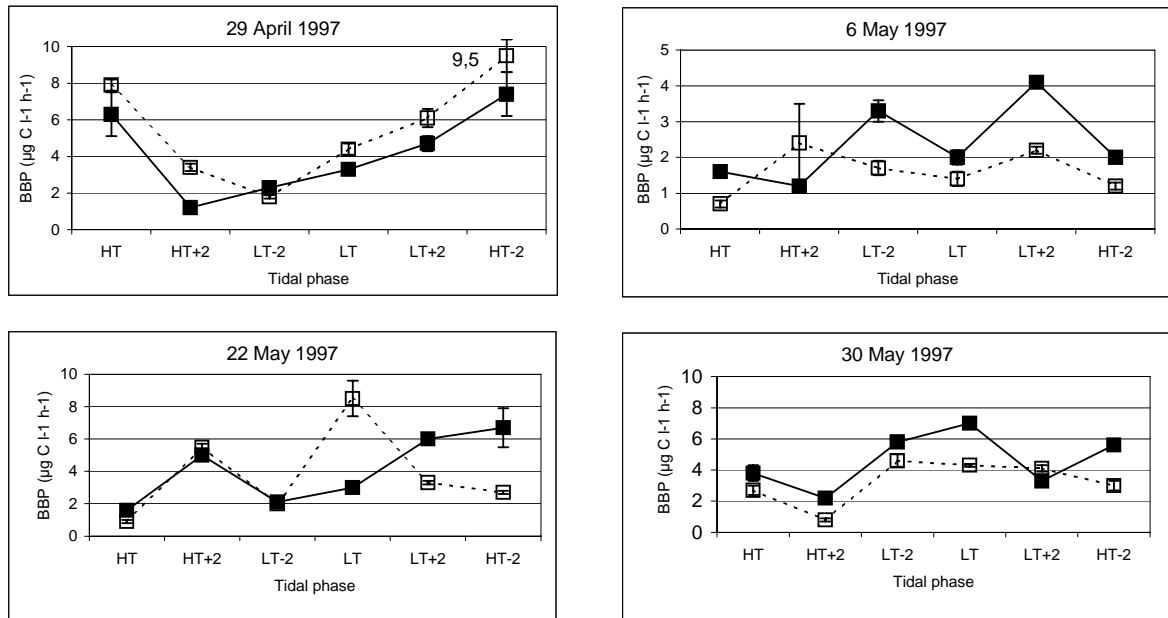 29 April 1997
BBP (µg C l-1 h-1)
10
8
6
4
2
0
9,5
HT HT+2 LT-2 LT LT+2 HT-2
Tidal phase
6 May 1997
BBP (µg C l-1 h-1)
5
4
3
2
1
0
HT HT+2 LT-2 LT LT+2 HT-2
Tidal phase
22 May 1997
BBP (µg C l-1 h-1)
10
8
6
4
2
0
HT HT+2 LT-2 LT LT+2 HT-2
Tidal phase
30 May 1997
BBP (µg C l-1 h-1)
10
8
6
4
2
0
HT HT+2 LT-2 LT LT+2 HT-2
Tidal phase